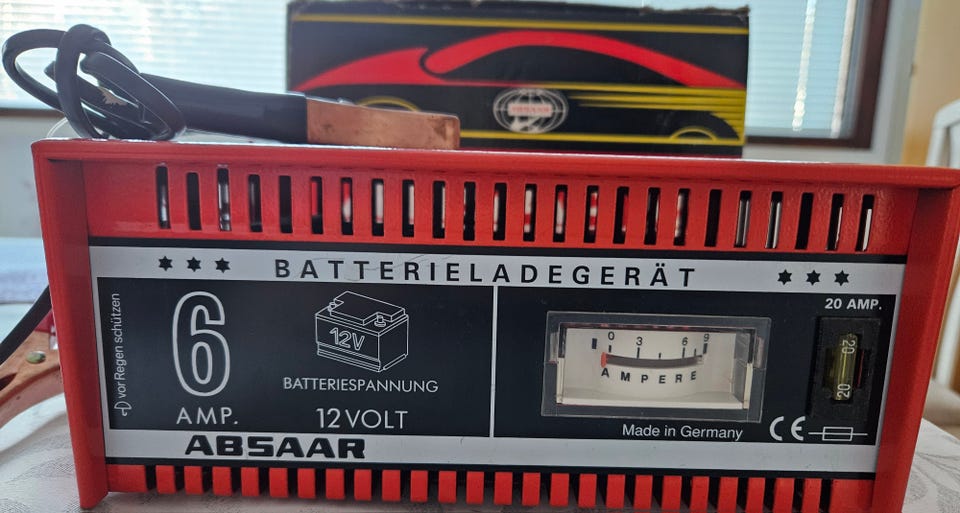 ★ ★ ★ BATTERIELADEGERÄT ★ ★ ★
vor Regen schützen
6
AMP.
12V
BATTERIESPANNUNG
12 VOLT
0 3 6 9
AMPERE
20 AMP.
20
20
Made in Germany
CE
ABSAAR